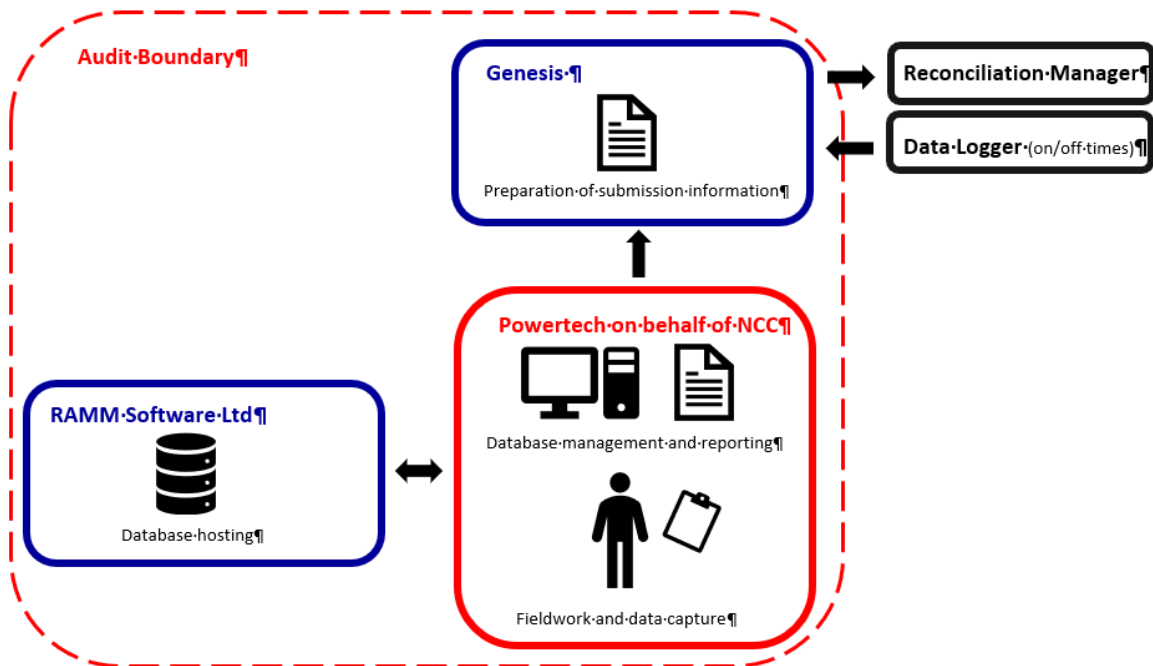 Audit·Boundary¶
Genesis·¶
Preparation·of·submission·information¶
Reconciliation·Manager¶
Data·Logger·(on/off·times)¶
Powertech·on·behalf·of·NCC¶
Database·management·and·reporting¶
Fieldwork·and·data·capture¶
RAMM·Software·Ltd¶
Database·hosting¶